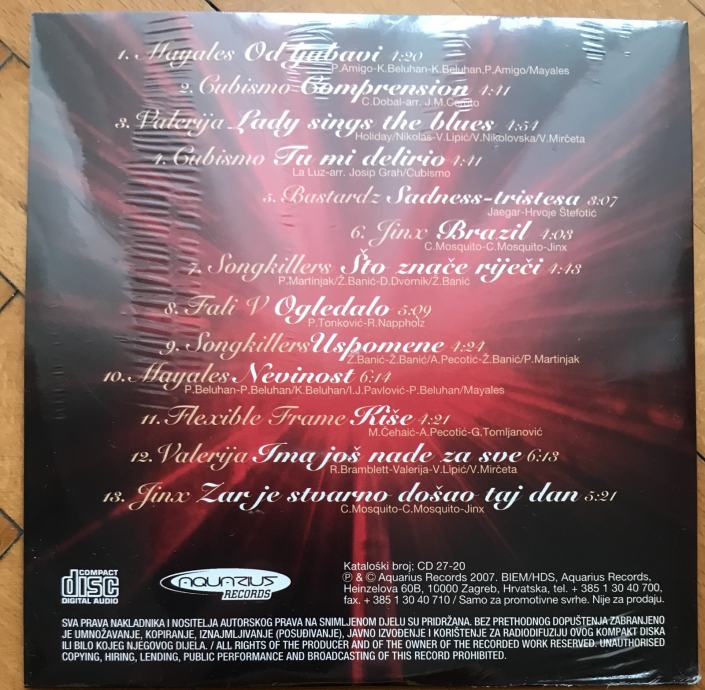 1. Mayales Od ljubavi 4:20
P.Amigo-K.Beluhan-K.Beluhan,P.Amigo/Mayales
2. Cubismo Comprension 4:41
C.Dobal-arr. J.M.Ceruto
3. Valerija Lady sings the blues 4:54
Holiday/Nikolas-V.Lipić/V.Nikolovska/V.Mirčeta
4. Cubismo Tu mi delirio 4:41
La Luz-arr. Josip Grah/Cubismo
5. Bastardz Sadness-tristesa 3:07
Jaegar-Hrvoje Štefotić
6. Jinx Brazil 4:03
C.Mosquito-C.Mosquito-Jinx
7. Songkillers Što znače riječi 4:43
P.Martinjak/Ž.Banić-D.Dvornik/Ž.Banić
8. Fali V Ogledalo 5:09
P.Tonković-R.Nappholz
9. Songkillers Uspomene 4:24
Ž.Banić-Ž.Banić/A.Pecotić-Ž.Banić/P.Martinjak
10. Mayales Nevinost 6:14
P.Beluhan-P.Beluhan/K.Beluhan/I.J.Pavlović-P.Beluhan/Mayales
11. Flexible Frame Kiše 4:21
M.Ćehaić-A.Pecotić-G.Tomljanović
12. Valerija Ima još nade za sve 6:13
R.Bramblett-Valerija-V.Lipić/V.Mirčeta
13. Jinx Zar je stvarno došao taj dan 5:21
C.Mosquito-C.Mosquito-Jinx
COMPACT
disc
DIGITAL AUDIO
AQUARIUS
RECORDS
Kataloški broj; CD 27-20
℗ & © Aquarius Records 2007. BIEM/HDS, Aquarius Records,
Heinzelova 60B, 10000 Zagreb, Hrvatska, tel. + 385 1 30 40 700,
fax. + 385 1 30 40 710 / Samo za promotivne svrhe. Nije za prodaju.
SVA PRAVA NAKLADNIKA I NOSITELJA AUTORSKOG PRAVA NA SNIMLJENOM DJELU SU PRIDRŽANA. BEZ PRETHODNOG DOPUŠTENJA ZABRANJENO
JE UMNOŽAVANJE, KOPIRANJE, IZNAJMLJIVANJE (POSUĐIVANJE), JAVNO IZVOĐENJE I KORIŠTENJE ZA RADIODIFUZIJU OVOG KOMPAKT DISKA
ILI BILO KOJEG NJEGOVOG DIJELA. / ALL RIGHTS OF THE PRODUCER AND OF THE OWNER OF THE RECORDED WORK RESERVED. UNAUTHORISED
COPYING, HIRING, LENDING, PUBLIC PERFORMANCE AND BROADCASTING OF THIS RECORD PROHIBITED.